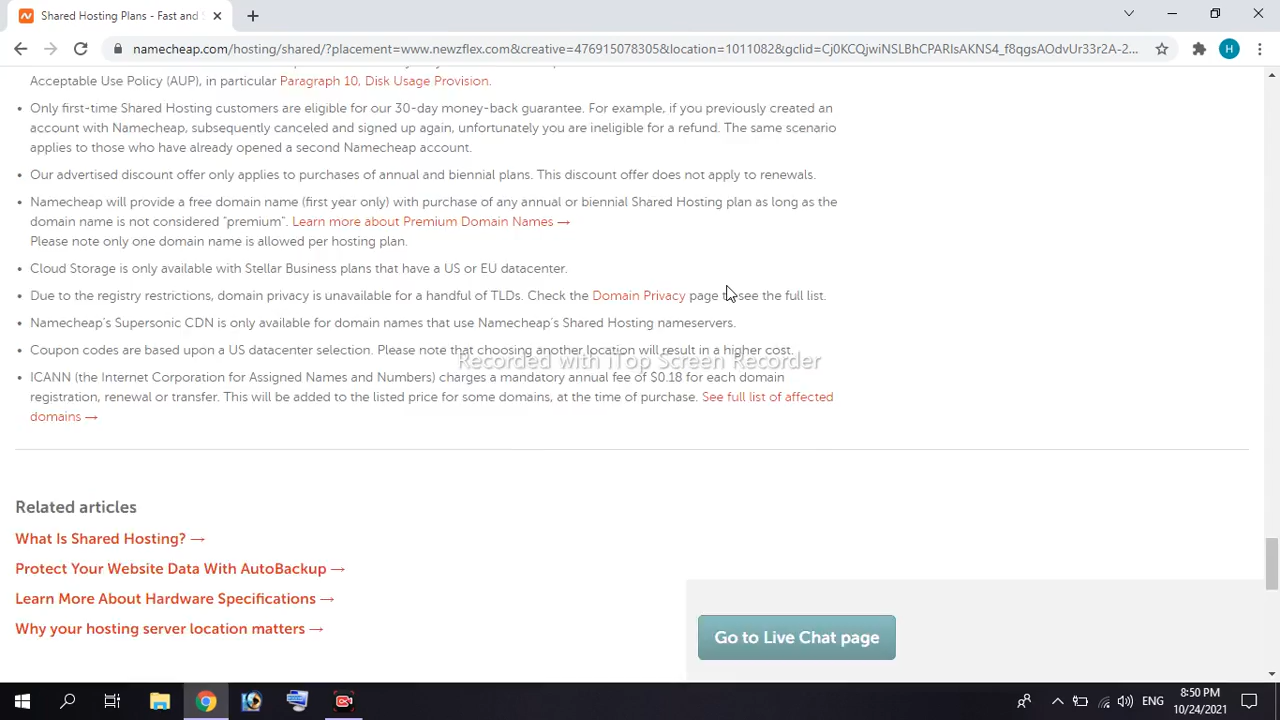 Shared Hosting Plans - Fast and
namecheap.com/hosting/shared/?placement=www.newzflex.com&creative=476915078305&location=1011082&gclid=Cj0KCQjwiNSLBhCPARIsAKNS4_f8qgsAOdvUr33r2A-2...
H
Acceptable Use Policy (AUP), in particular Paragraph 10, Disk Usage Provision.
• Only first-time Shared Hosting customers are eligible for our 30-day money-back guarantee. For example, if you previously created an
account with Namecheap, subsequently canceled and signed up again, unfortunately you are ineligible for a refund. The same scenario
applies to those who have already opened a second Namecheap account.
• Our advertised discount offer only applies to purchases of annual and biennial plans. This discount offer does not apply to renewals.
• Namecheap will provide a free domain name (first year only) with purchase of any annual or biennial Shared Hosting plan as long as the
domain name is not considered "premium". Learn more about Premium Domain Names →
Please note only one domain name is allowed per hosting plan.
• Cloud Storage is only available with Stellar Business plans that have a US or EU datacenter.
• Due to the registry restrictions, domain privacy is unavailable for a handful of TLDs. Check the Domain Privacy page to see the full list.
• Namecheap's Supersonic CDN is only available for domain names that use Namecheap's Shared Hosting nameservers.
• Coupon codes are based upon a US datacenter selection. Please note that choosing another location will result in a higher cost.
Recorded with iTop Screen Recorder
• ICANN (the Internet Corporation for Assigned Names and Numbers) charges a mandatory annual fee of $0.18 for each domain
registration, renewal or transfer. This will be added to the listed price for some domains, at the time of purchase. See full list of affected
domains →
Related articles
What Is Shared Hosting? →
Protect Your Website Data With AutoBackup →
Learn More About Hardware Specifications →
Why your hosting server location matters →
Go to Live Chat page
ENG
8:50 PM
10/24/2021